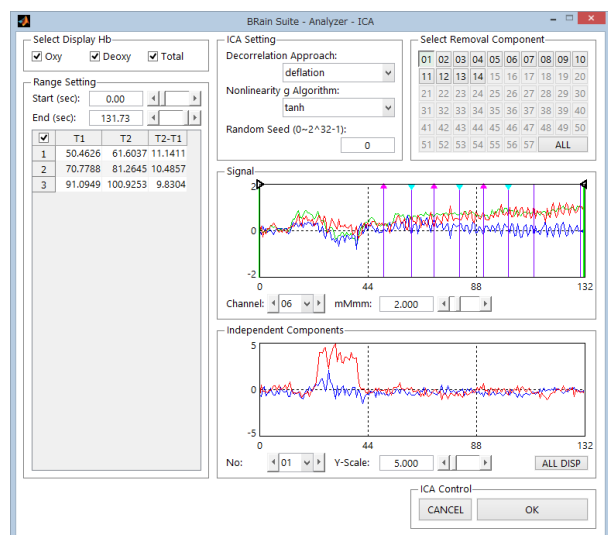 BRain Suite - Analyzer - ICA
Select Display Hb
Oxy Deoxy Total
Range Setting
Start (sec): 0.00
End (sec): 131.73
T1 T2 T2-T1
1 50.4626 61.6037 11.1411
2 70.7788 81.2645 10.4857
3 91.0949 100.9253 9.8304
ICA Setting
Decorrelation Approach:
deflation
Nonlinearity g Algorithm:
tanh
Random Seed (0~2^32-1):
0
Select Removal Component
01 02 03 04 05 06 07 08 09 10
11 12 13 14 15 16 17 18 19 20
21 22 23 24 25 26 27 28 29 30
31 32 33 34 35 36 37 38 39 40
41 42 43 44 45 46 47 48 49 50
51 52 53 54 55 56 57 ALL
Signal
2
0
-2
0 44 88 132
Channel: 06 mMmm: 2.000
Independent Components
5
0
-5
0 44 88 132
No: 01 Y-Scale: 5.000 ALL DISP
ICA Control
CANCEL OK